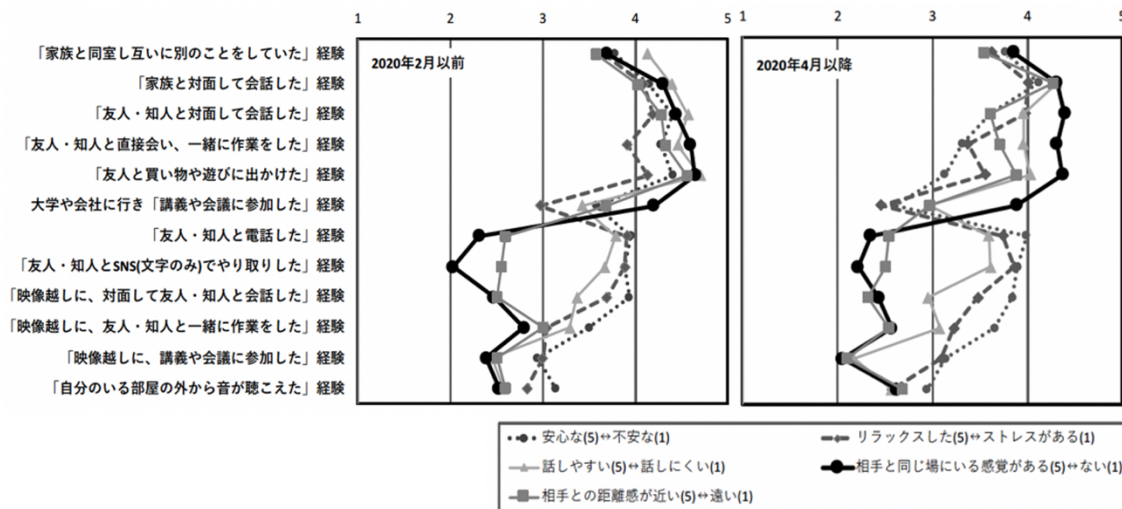 1 2 3 4 5 1 2 3 4 5
「家族と同室し互いに別のことをしていた」経験
「家族と対面して会話した」経験
「友人・知人と対面して会話した」経験
「友人・知人と直接会い、一緒に作業をした」経験
「友人と買い物や遊びに出かけた」経験
大学や会社に行き「講義や会議に参加した」経験
「友人・知人と電話した」経験
「友人・知人とSNS(文字のみ)でやり取りした」経験
「映像越しに、対面して友人・知人と会話した」経験
「映像越しに、友人・知人と一緒に作業をした」経験
「映像越しに、講義や会議に参加した」経験
「自分のいる部屋の外から音が聴こえた」経験
2020年2月以前
2020年4月以降
安心な(5)↔不安な(1)
リラックスした(5)↔ストレスがある(1)
話しやすい(5)↔話しにくい(1)
相手と同じ場にいる感覚がある(5)↔ない(1)
相手との距離感が近い(5)↔遠い(1)